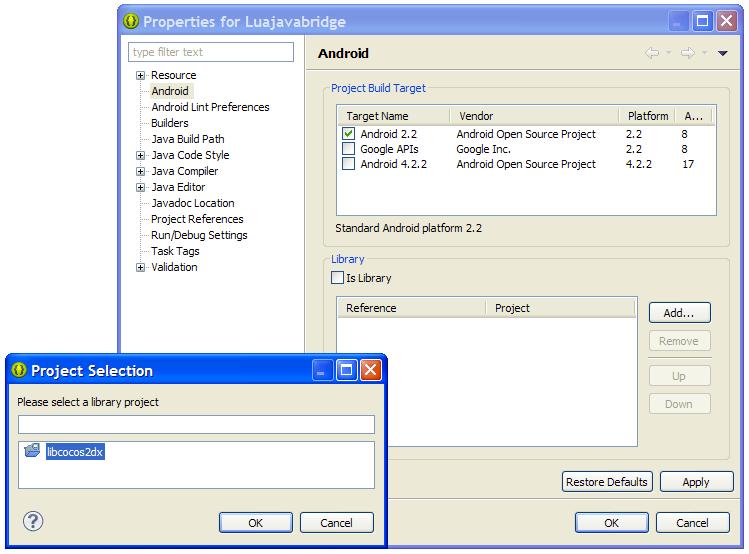 Properties for Luajavabridge
type filter text
Resource
Android
Android Lint Preferences
Builders
Java Build Path
Java Code Style
Java Compiler
Java Editor
Javadoc Location
Project References
Run/Debug Settings
Task Tags
Validation
Android
Project Build Target
Target Name Vendor Platform A...
Android 2.2 Android Open Source Project 2.2 8
Google APIs Google Inc. 2.2 8
Android 4.2.2 Android Open Source Project 4.2.2 17
Standard Android platform 2.2
Library
Is Library
Reference Project
Add...
Remove
Up
Down
Restore Defaults Apply
OK Cancel
Project Selection
Please select a library project
libcocos2dx
? OK Cancel